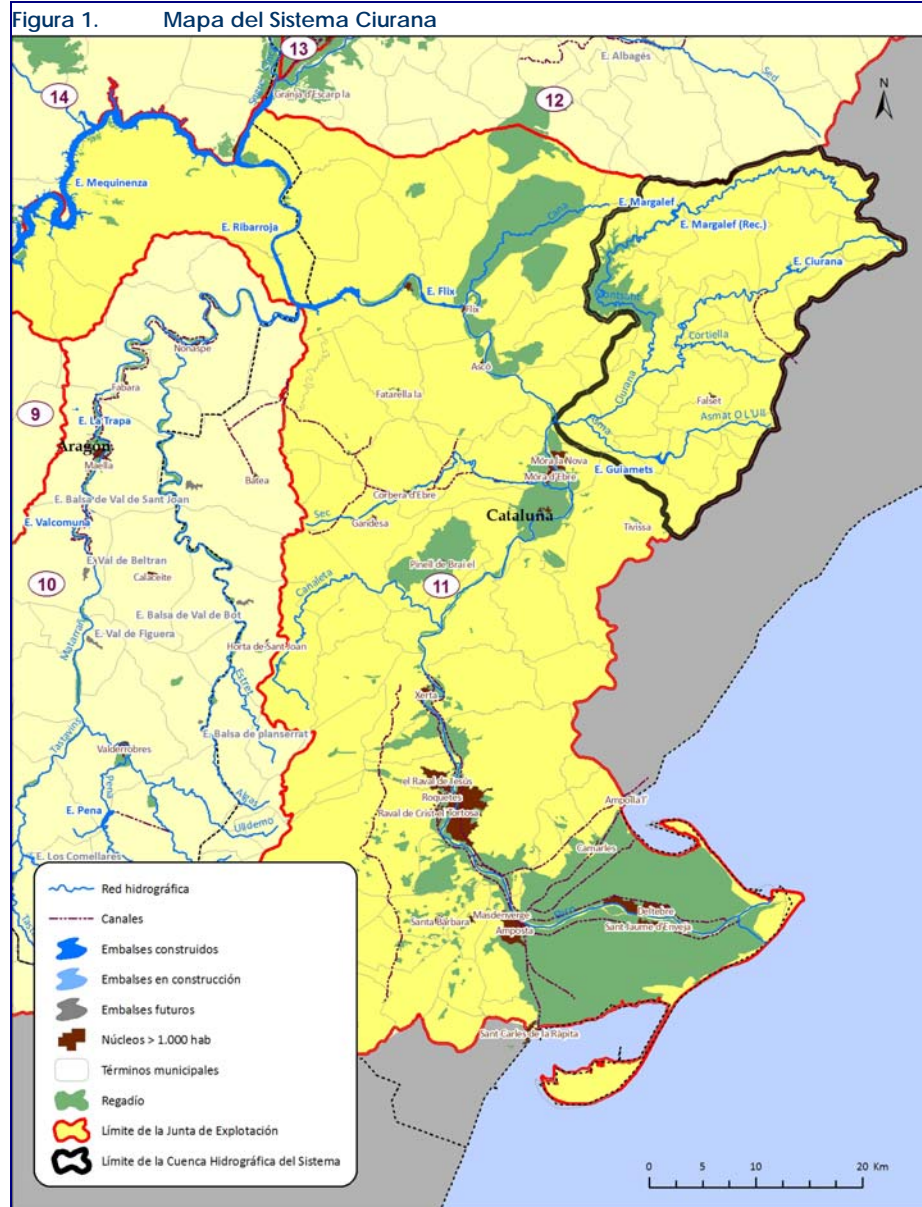 Figura 1. Mapa del Sistema Ciurana
13
E. Albagés
Sed
14
Granja d'Escarp la
12
N
E. Mequinenza
E. Margalef
E. Ribarroja
Cana
E. Margalef (Rec.)
E. Ciurana
E. Flix
Flix
Montsant
Nonaspe
Cortiella
Ascó
Fabara
Fatarella la
Ciurana
Falset
9
E. La Trapa
Asmat O L'Ull
Aragón
Maella
Móra la Nova
E. Guiamets
Batea
Móra d'Ebre
E. Balsa de Val de Sant Joan
Corbera d'Ebre
E. Valcomuna
Sec
Gandesa
Cataluña
Tivissa
E. Val de Beltran
Pinell de Brai el
10
Calaceite
11
Canaleta
E. Balsa de Val de Bot
Matarraña
E. Val de Figuera
Horta de Sant Joan
Estret
Xerta
Tastavins
E. Balsa de planserrat
Valderrobres
el Raval de Jesús
Pena
Algas
Roquetes
Ampolla l'
E. Pena
Ulldemo
Raval de Crist el
Tortosa
Camarles
E. Los Comellares
Deltebre
Masdenverge
Santa Bàrbara
Sant Jaume d'Enveja
Amposta
Sant Carles de la Ràpita
Red hidrográfica
Canales
Embalses construidos
Embalses en construcción
Embalses futuros
Núcleos > 1.000 hab
Términos municipales
Regadío
Límite de la Junta de Explotación
Límite de la Cuenca Hidrográfica del Sistema
0 5 10 20 Km